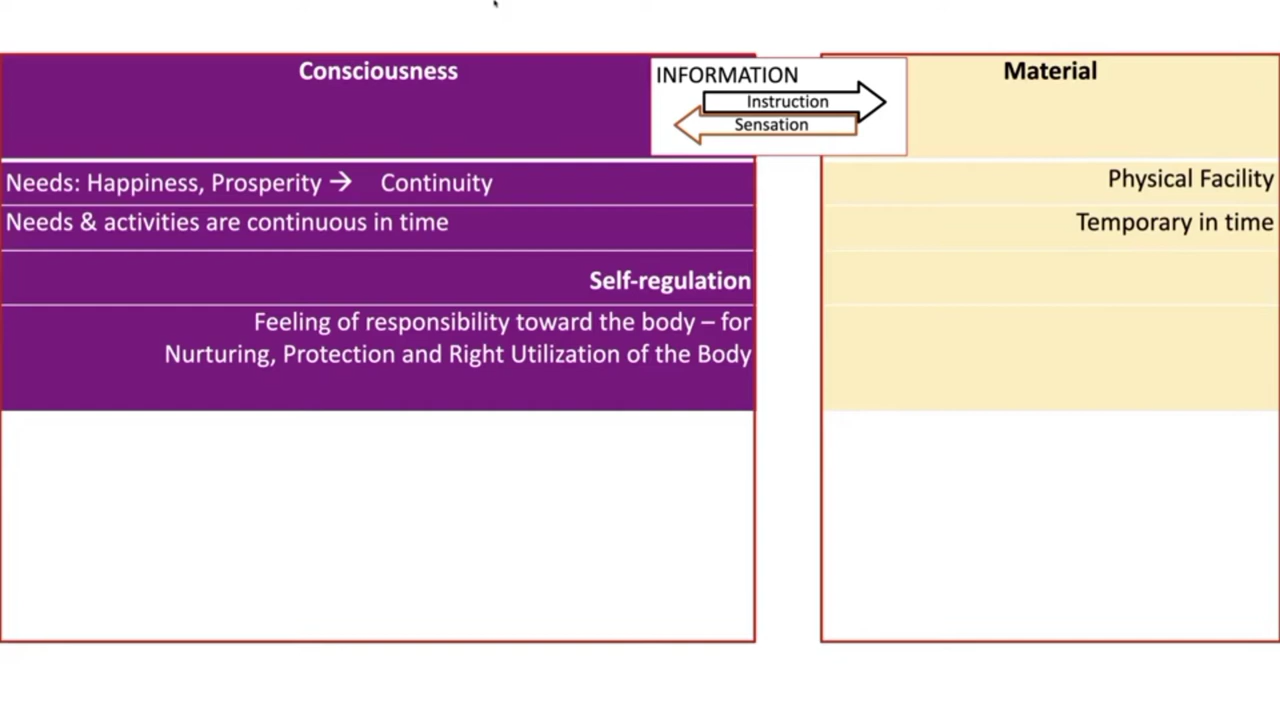 Consciousness
INFORMATION
Instruction
Sensation
Material
Needs: Happiness, Prosperity → Continuity
Physical Facility
Needs & activities are continuous in time
Temporary in time
Self-regulation
Feeling of responsibility toward the body – for
Nurturing, Protection and Right Utilization of the Body